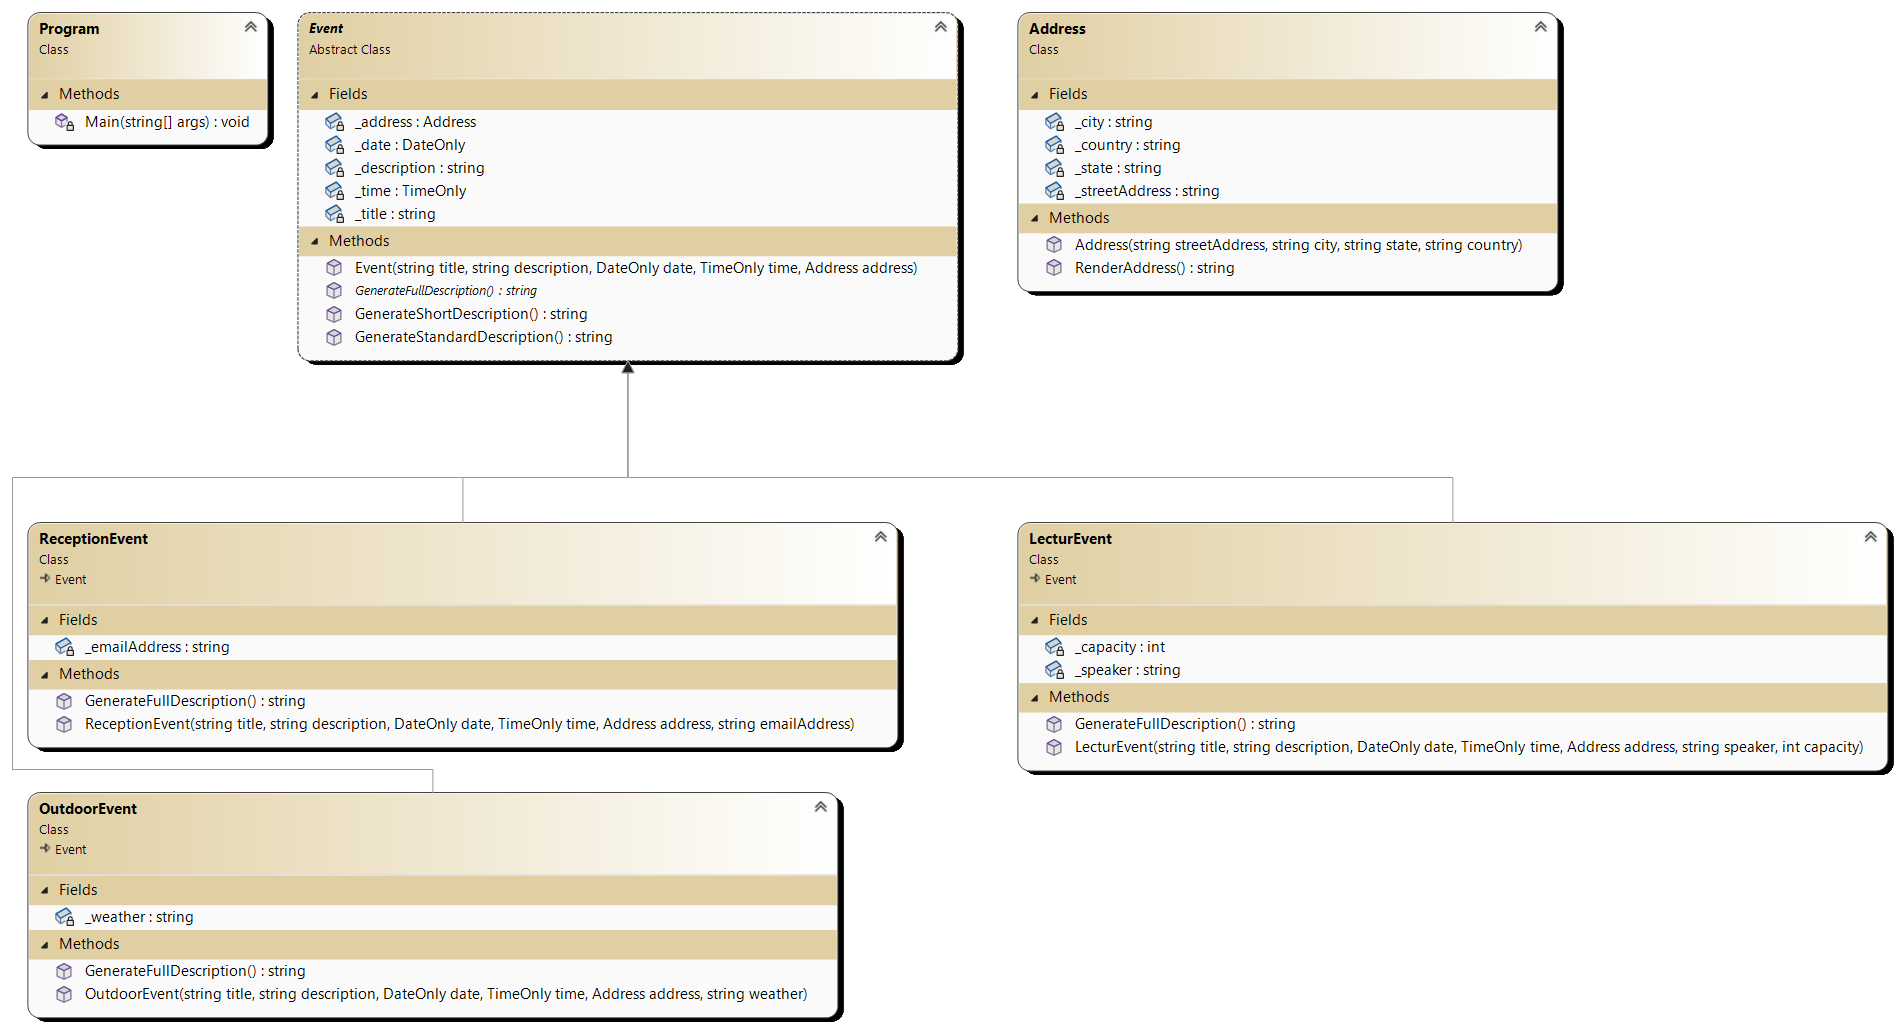 Program
Class
Methods
Main(string[] args) : void
Event
Abstract Class
Fields
_address : Address
_date : DateOnly
_description : string
_time : TimeOnly
_title : string
Methods
Event(string title, string description, DateOnly date, TimeOnly time, Address address)
GenerateFullDescription() : string
GenerateShortDescription() : string
GenerateStandardDescription() : string
Address
Class
Fields
_city : string
_country : string
_state : string
_streetAddress : string
Methods
Address(string streetAddress, string city, string state, string country)
RenderAddress() : string
ReceptionEvent
Class
Event
Fields
_emailAddress : string
Methods
GenerateFullDescription() : string
ReceptionEvent(string title, string description, DateOnly date, TimeOnly time, Address address, string emailAddress)
LecturEvent
Class
Event
Fields
_capacity : int
_speaker : string
Methods
GenerateFullDescription() : string
LecturEvent(string title, string description, DateOnly date, TimeOnly time, Address address, string speaker, int capacity)
OutdoorEvent
Class
Event
Fields
_weather : string
Methods
GenerateFullDescription() : string
OutdoorEvent(string title, string description, DateOnly date, TimeOnly time, Address address, string weather)